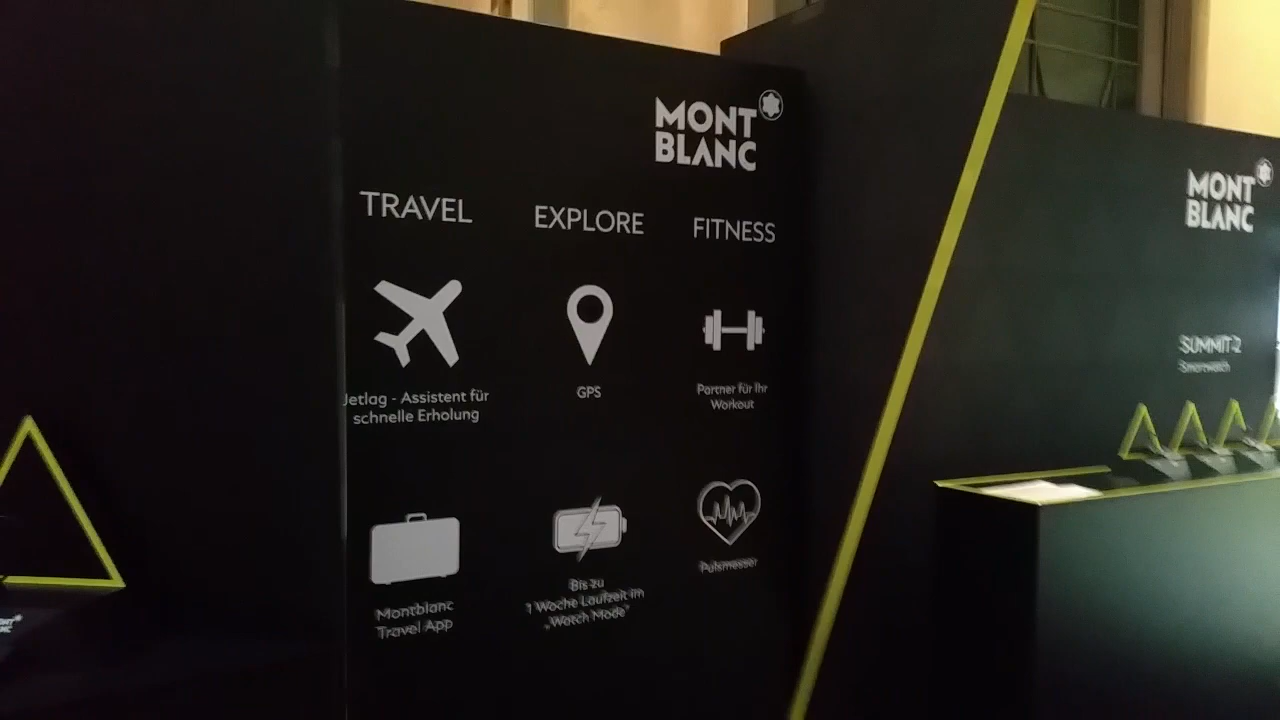 MONT
BLANC
TRAVEL
EXPLORE
FITNESS
Jetlag - Assistent für
schnelle Erholung
GPS
Partner für Ihr
Workout
Montblanc
Travel App
Bis zu
1 Woche Laufzeit im
„Watch Mode"
Pulsmesser
MONT
BLANC
SUMMIT 2
Smartwatch